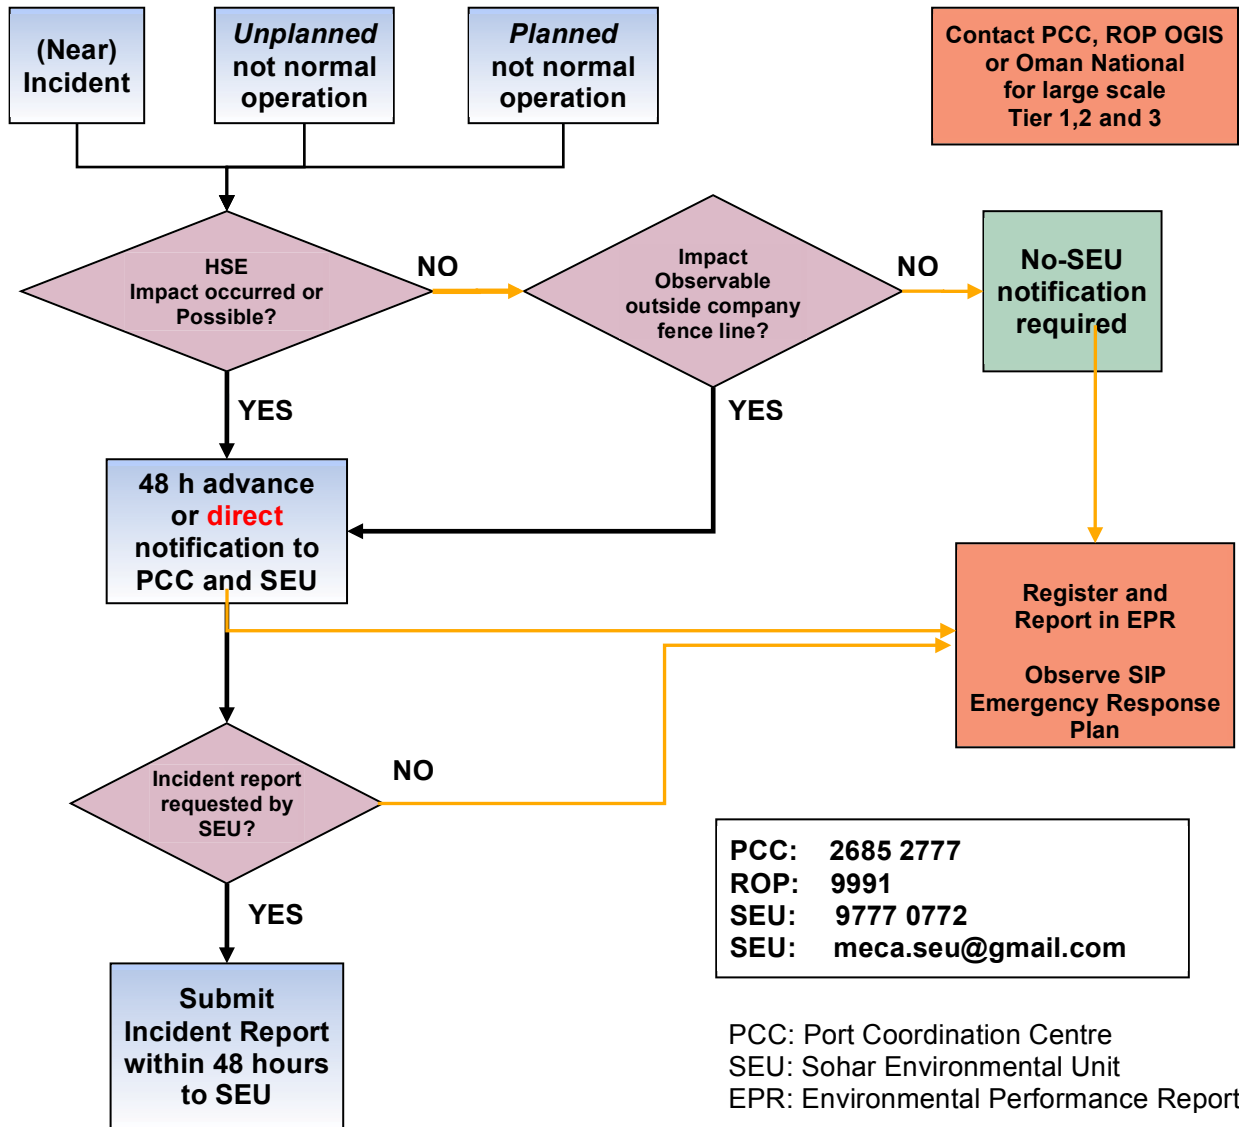 (Near)
Incident
Unplanned
not normal
operation
Planned
not normal
operation
Contact PCC, ROP OGIS
or Oman National
for large scale
Tier 1,2 and 3
HSE
Impact occurred or
Possible?
NO
Impact
Observable
outside company
fence line?
NO
No-SEU
notification
required
YES
YES
48 h advance
or direct
notification to
PCC and SEU
Register and
Report in EPR
Observe SIP
Emergency Response
Plan
Incident report
requested by
SEU?
NO
YES
PCC: 2685 2777
ROP: 9991
SEU: 9777 0772
SEU: meca.seu@gmail.com
Submit
Incident Report
within 48 hours
to SEU
PCC: Port Coordination Centre
SEU: Sohar Environmental Unit
EPR: Environmental Performance Report